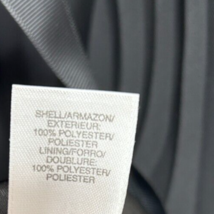 SHELL/ARMAZON/
EXTERIEUR:
100% POLYESTER/
POLIESTER
LINING/FORRO/
DOUBLURE:
100% POLYESTER/
POLIESTER